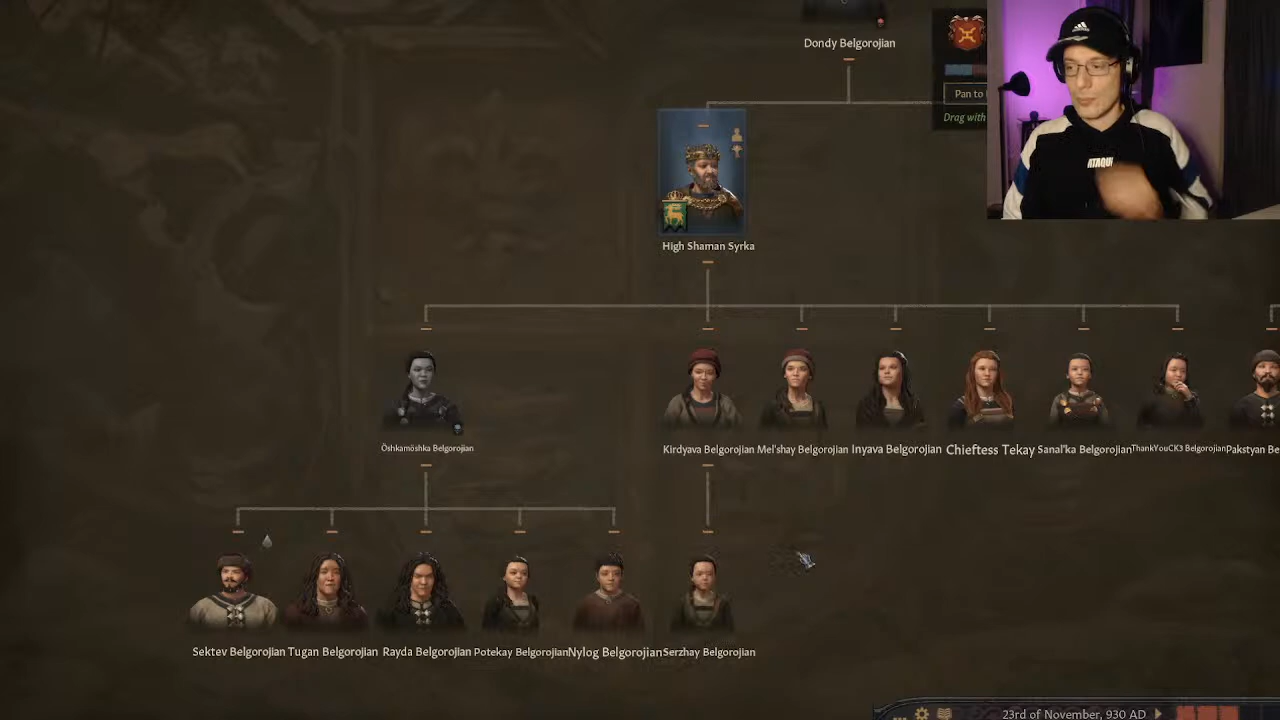 Dondy Belgorojian
Pan to
Drag with
High Shaman Syrka
Öshkamöshka Belgorojian
Kirdyava Belgorojian
Mel'shay Belgorojian
Inyava Belgorojian
Chieftess Tekay
Sanal'ka Belgorojian
ThankYouCK3 Belgorojian
Pakstyan Be
Sektev Belgorojian
Tugan Belgorojian
Rayda Belgorojian
Potekay Belgorojian
Nylog Belgorojian
Serzhay Belgorojian
23rd of November, 930 AD